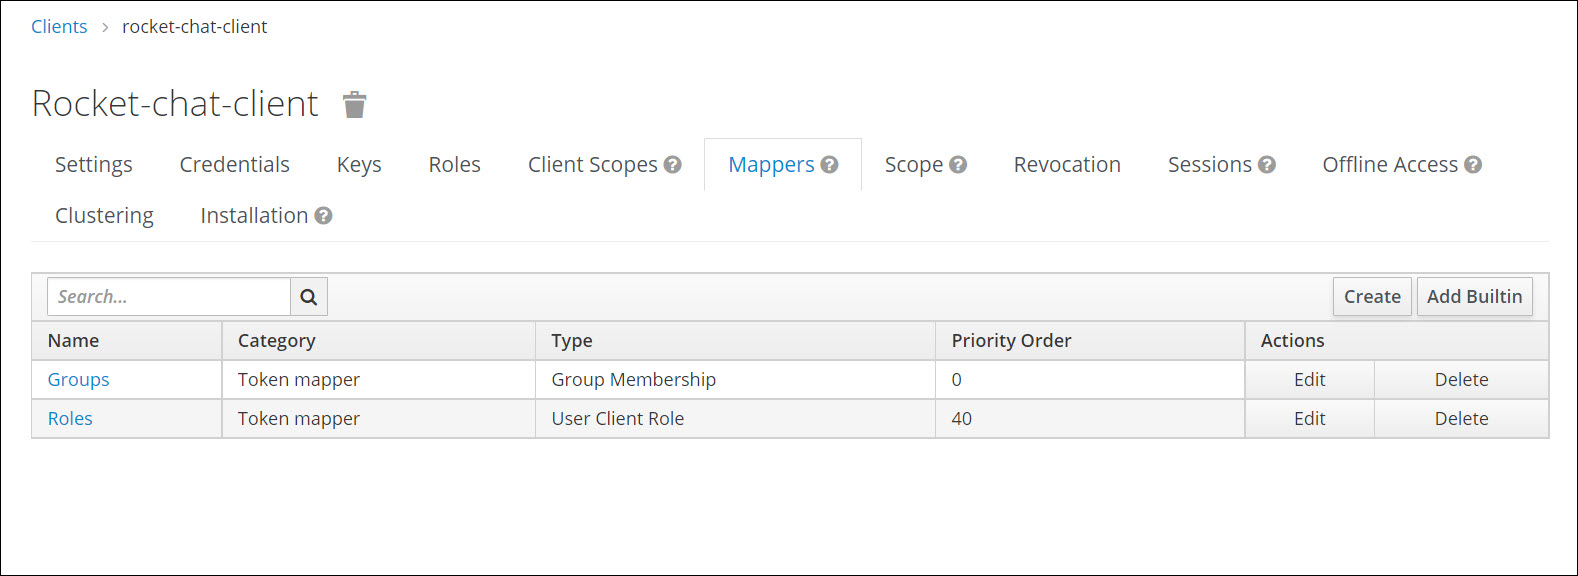 Clients › rocket-chat-client
Rocket-chat-client
Settings Credentials Keys Roles Client Scopes Mappers Scope Revocation Sessions Offline Access
Clustering Installation
Search... Create Add Builtin
Name Category Type Priority Order Actions
Groups Token mapper Group Membership 0 Edit Delete
Roles Token mapper User Client Role 40 Edit Delete